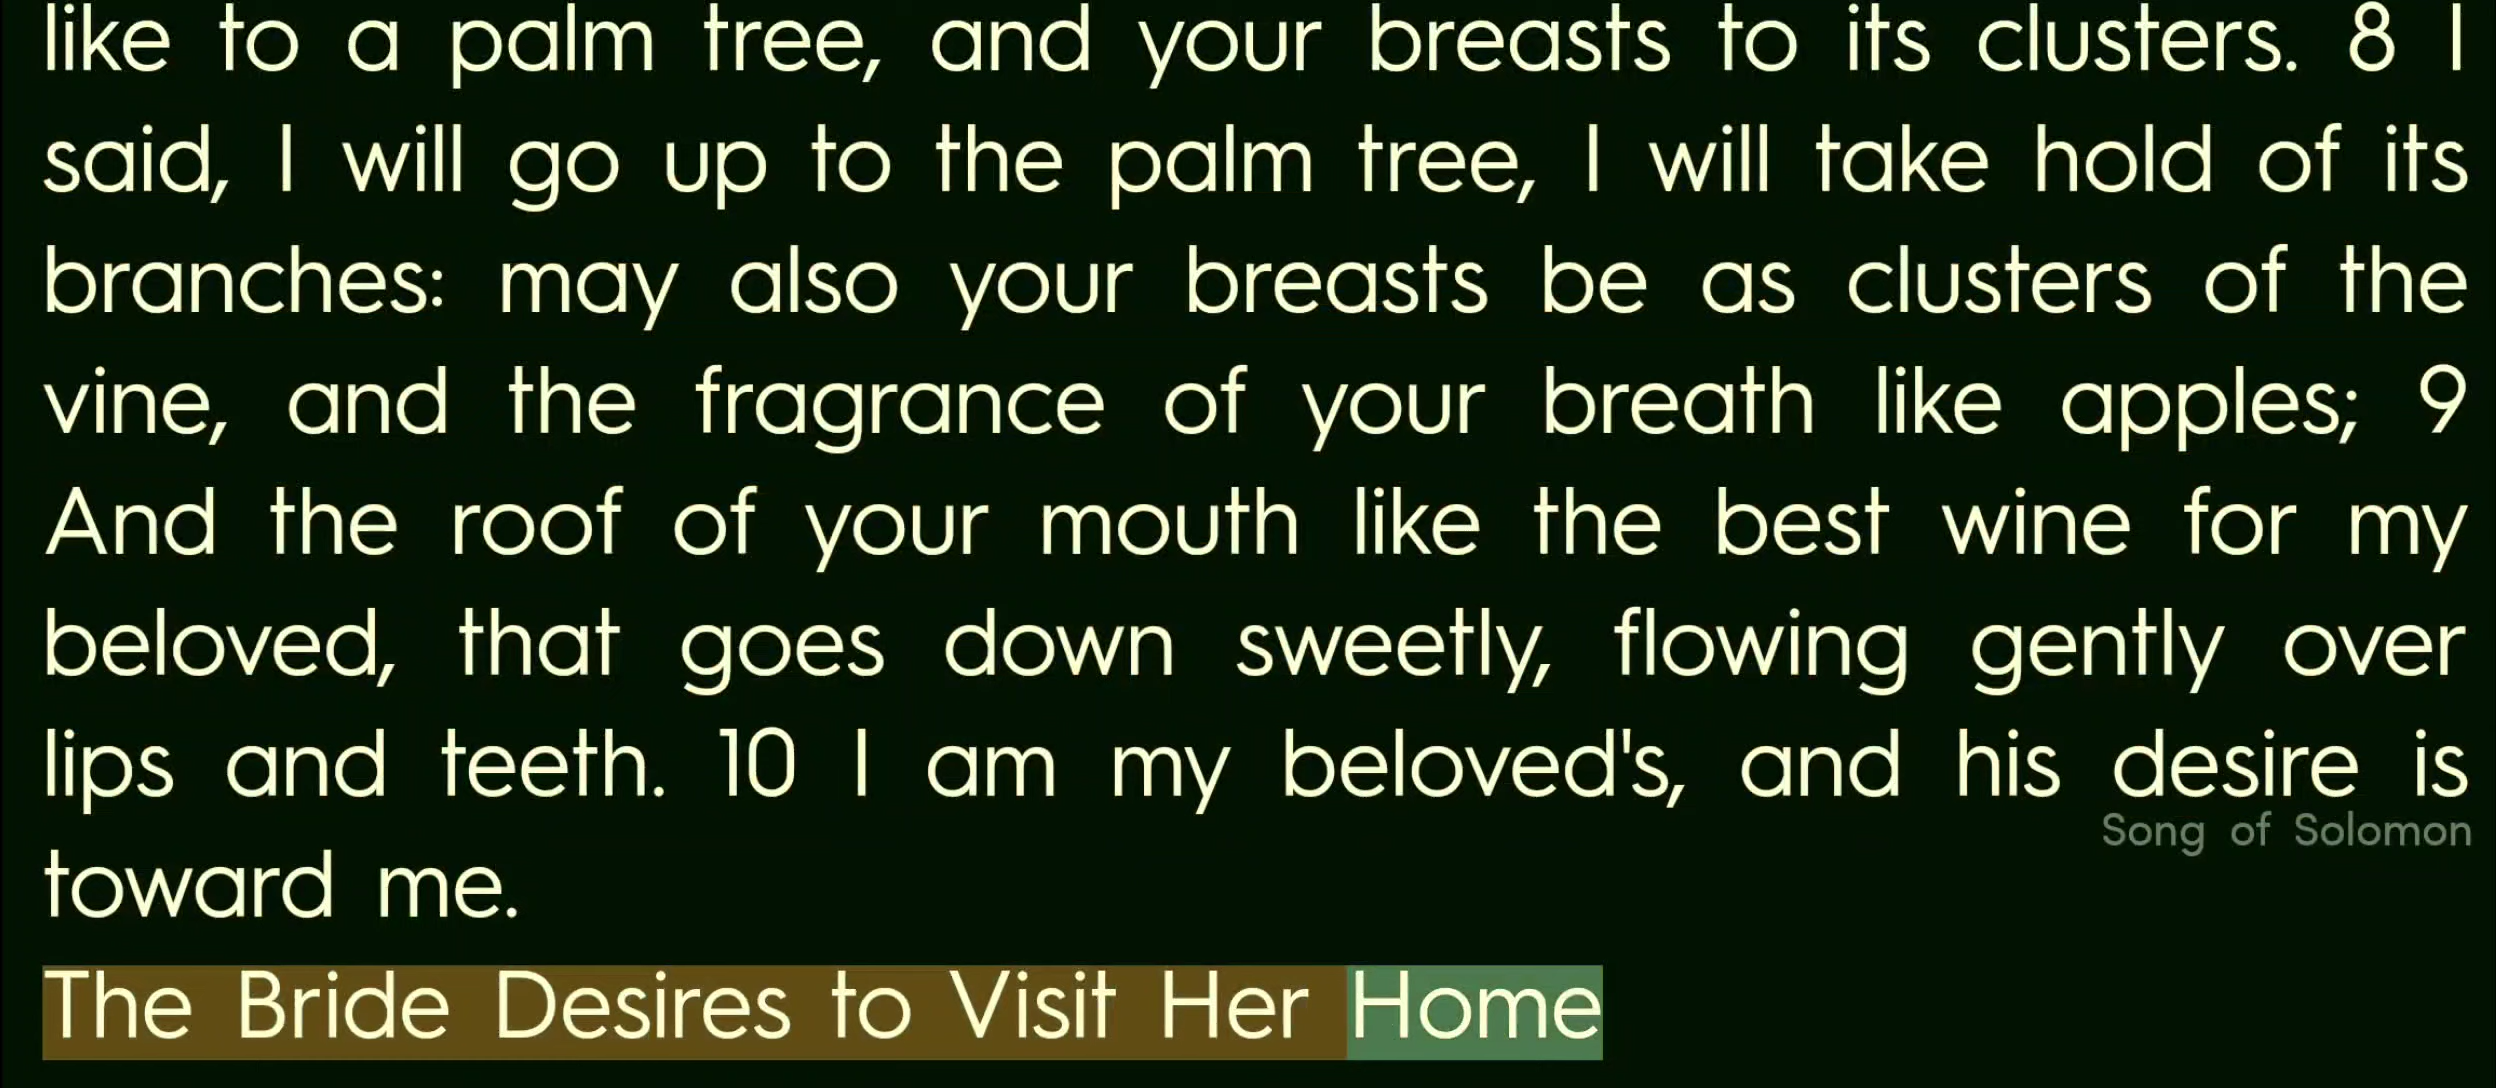 like to a palm tree, and your breasts to its clusters. 8 I
said, I will go up to the palm tree, I will take hold of its
branches: may also your breasts be as clusters of the
vine, and the fragrance of your breath like apples; 9
And the roof of your mouth like the best wine for my
beloved, that goes down sweetly, flowing gently over
lips and teeth. 10 I am my beloved's, and his desire is
Song of Solomon
toward me.
The Bride Desires to Visit Her Home